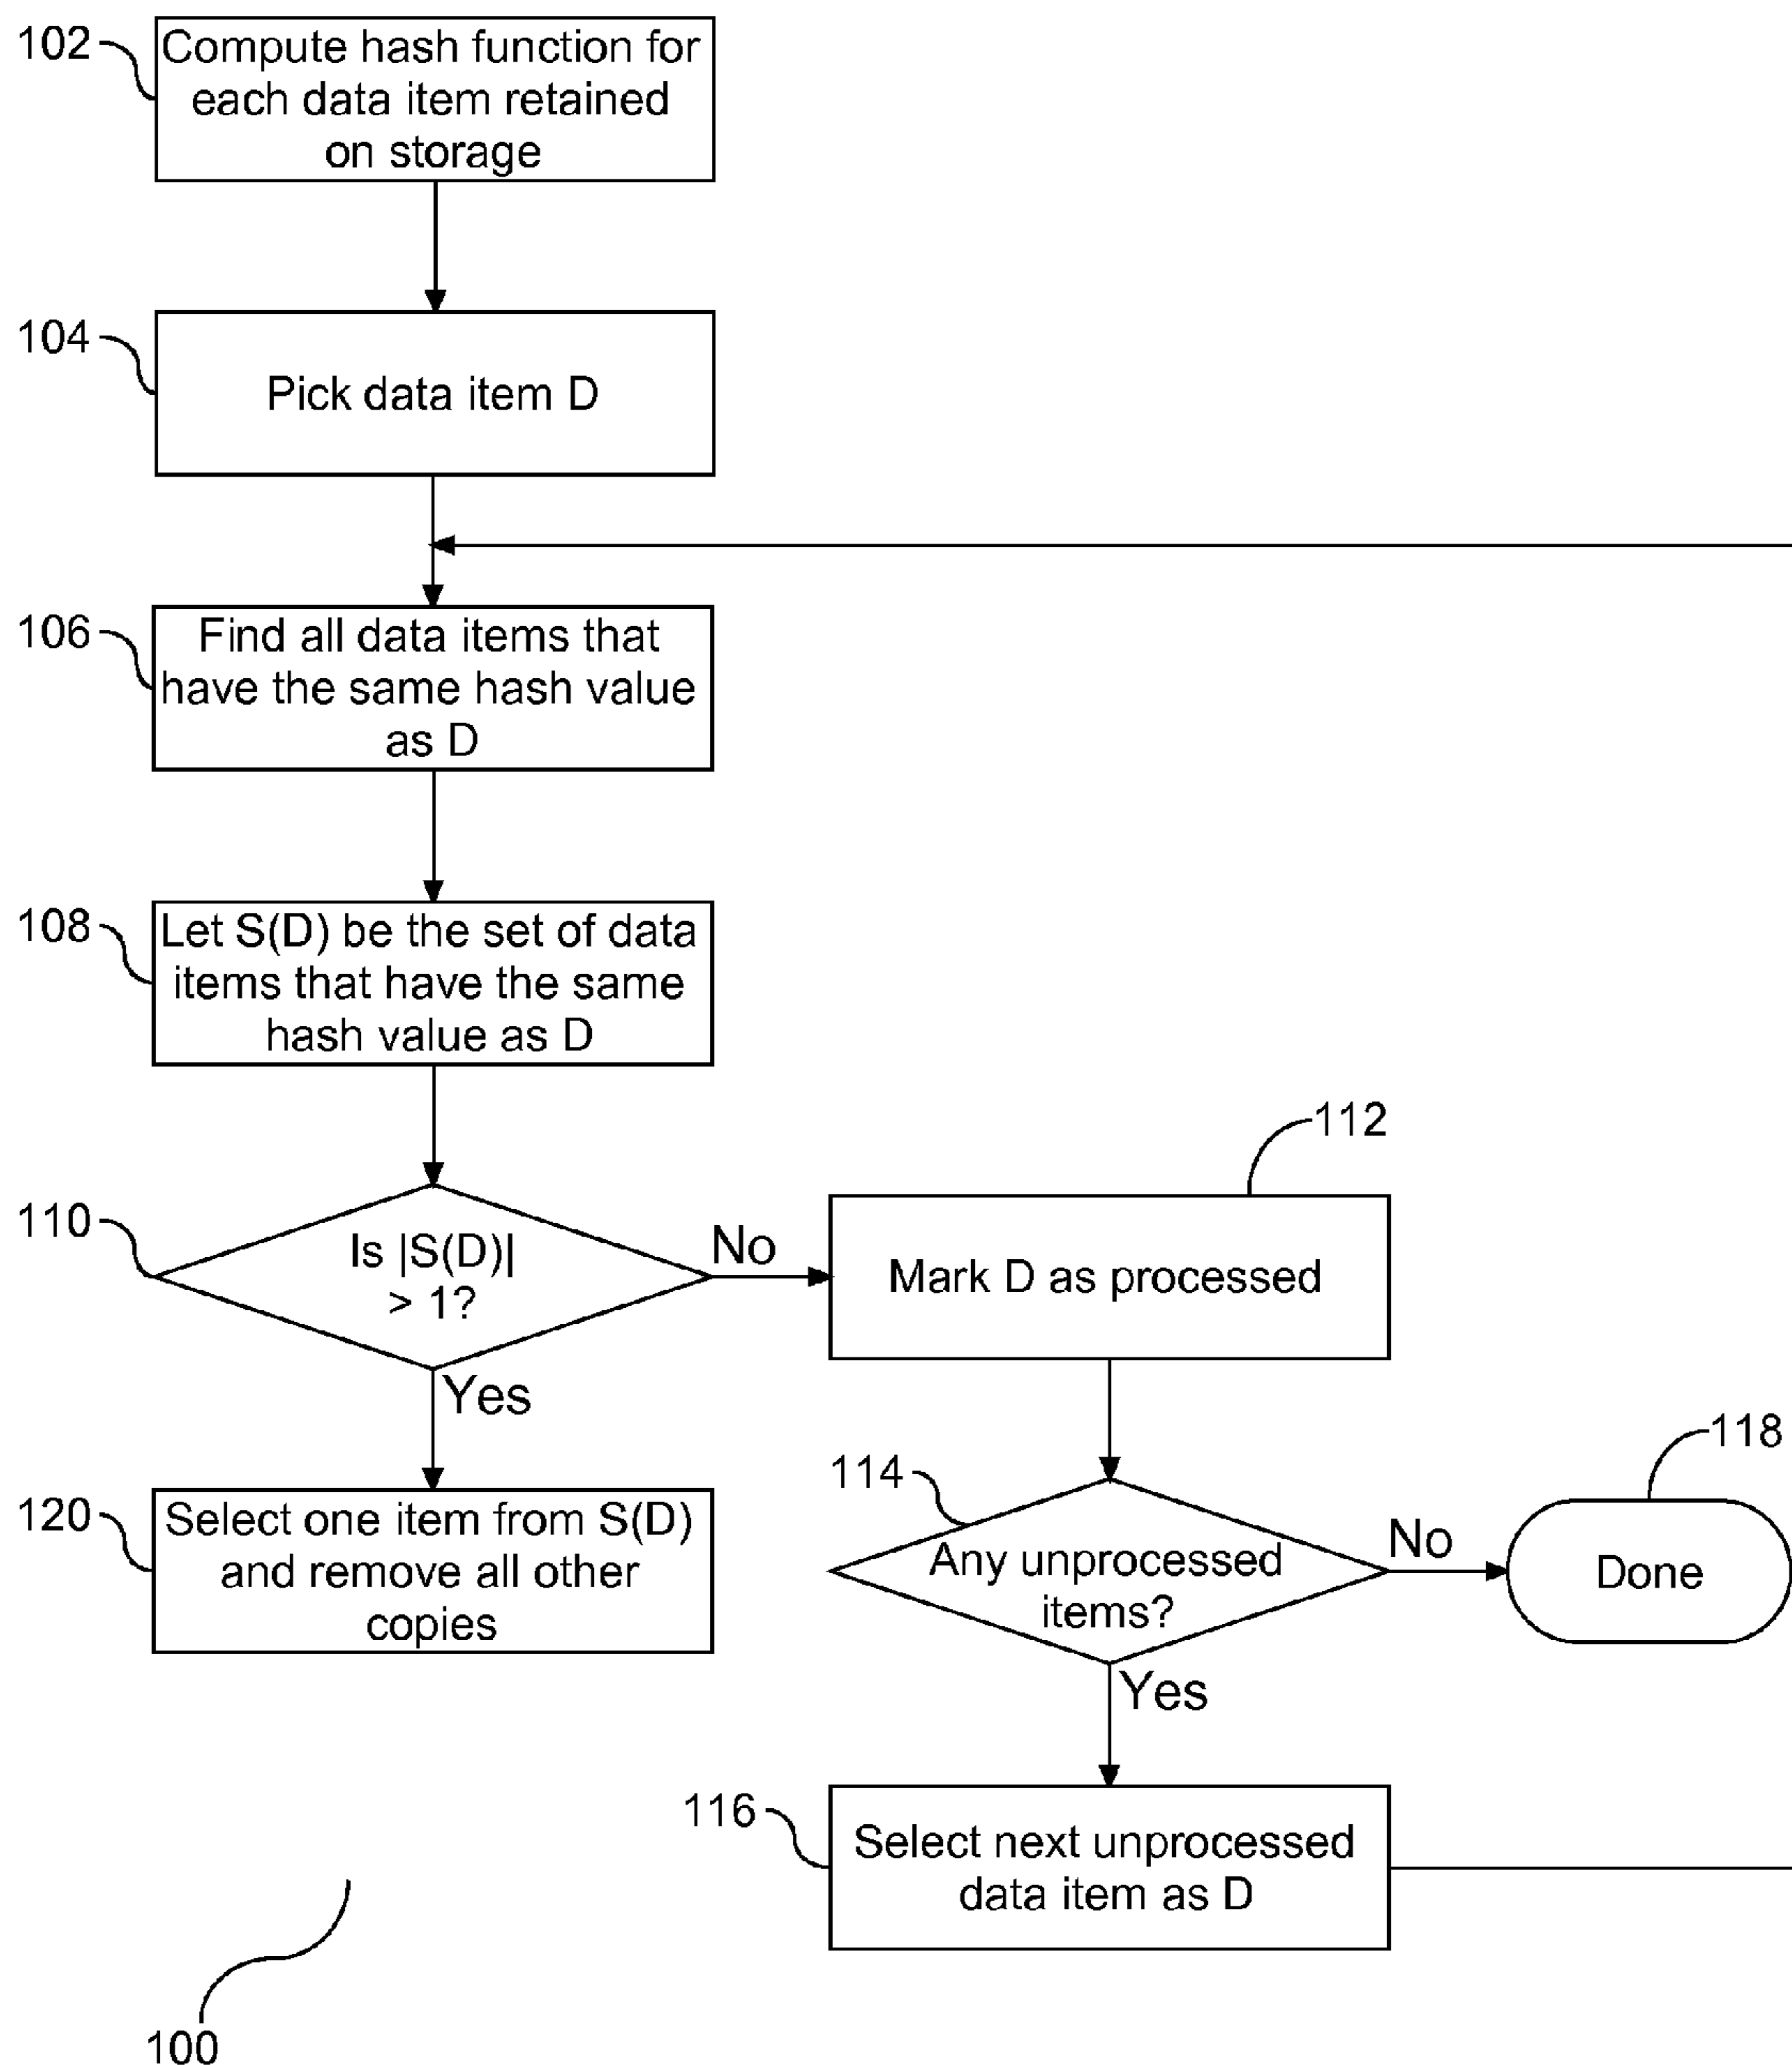 102
Compute hash function for
each data item retained
on storage
104
Pick data item D
106
Find all data items that
have the same hash value
as D
108
Let S(D) be the set of data
items that have the same
hash value as D
110
Is |S(D)|
> 1?
No
112
Mark D as processed
Yes
114
Any unprocessed
items?
No
118
Done
120
Select one item from S(D)
and remove all other
copies
Yes
116
Select next unprocessed
data item as D
100